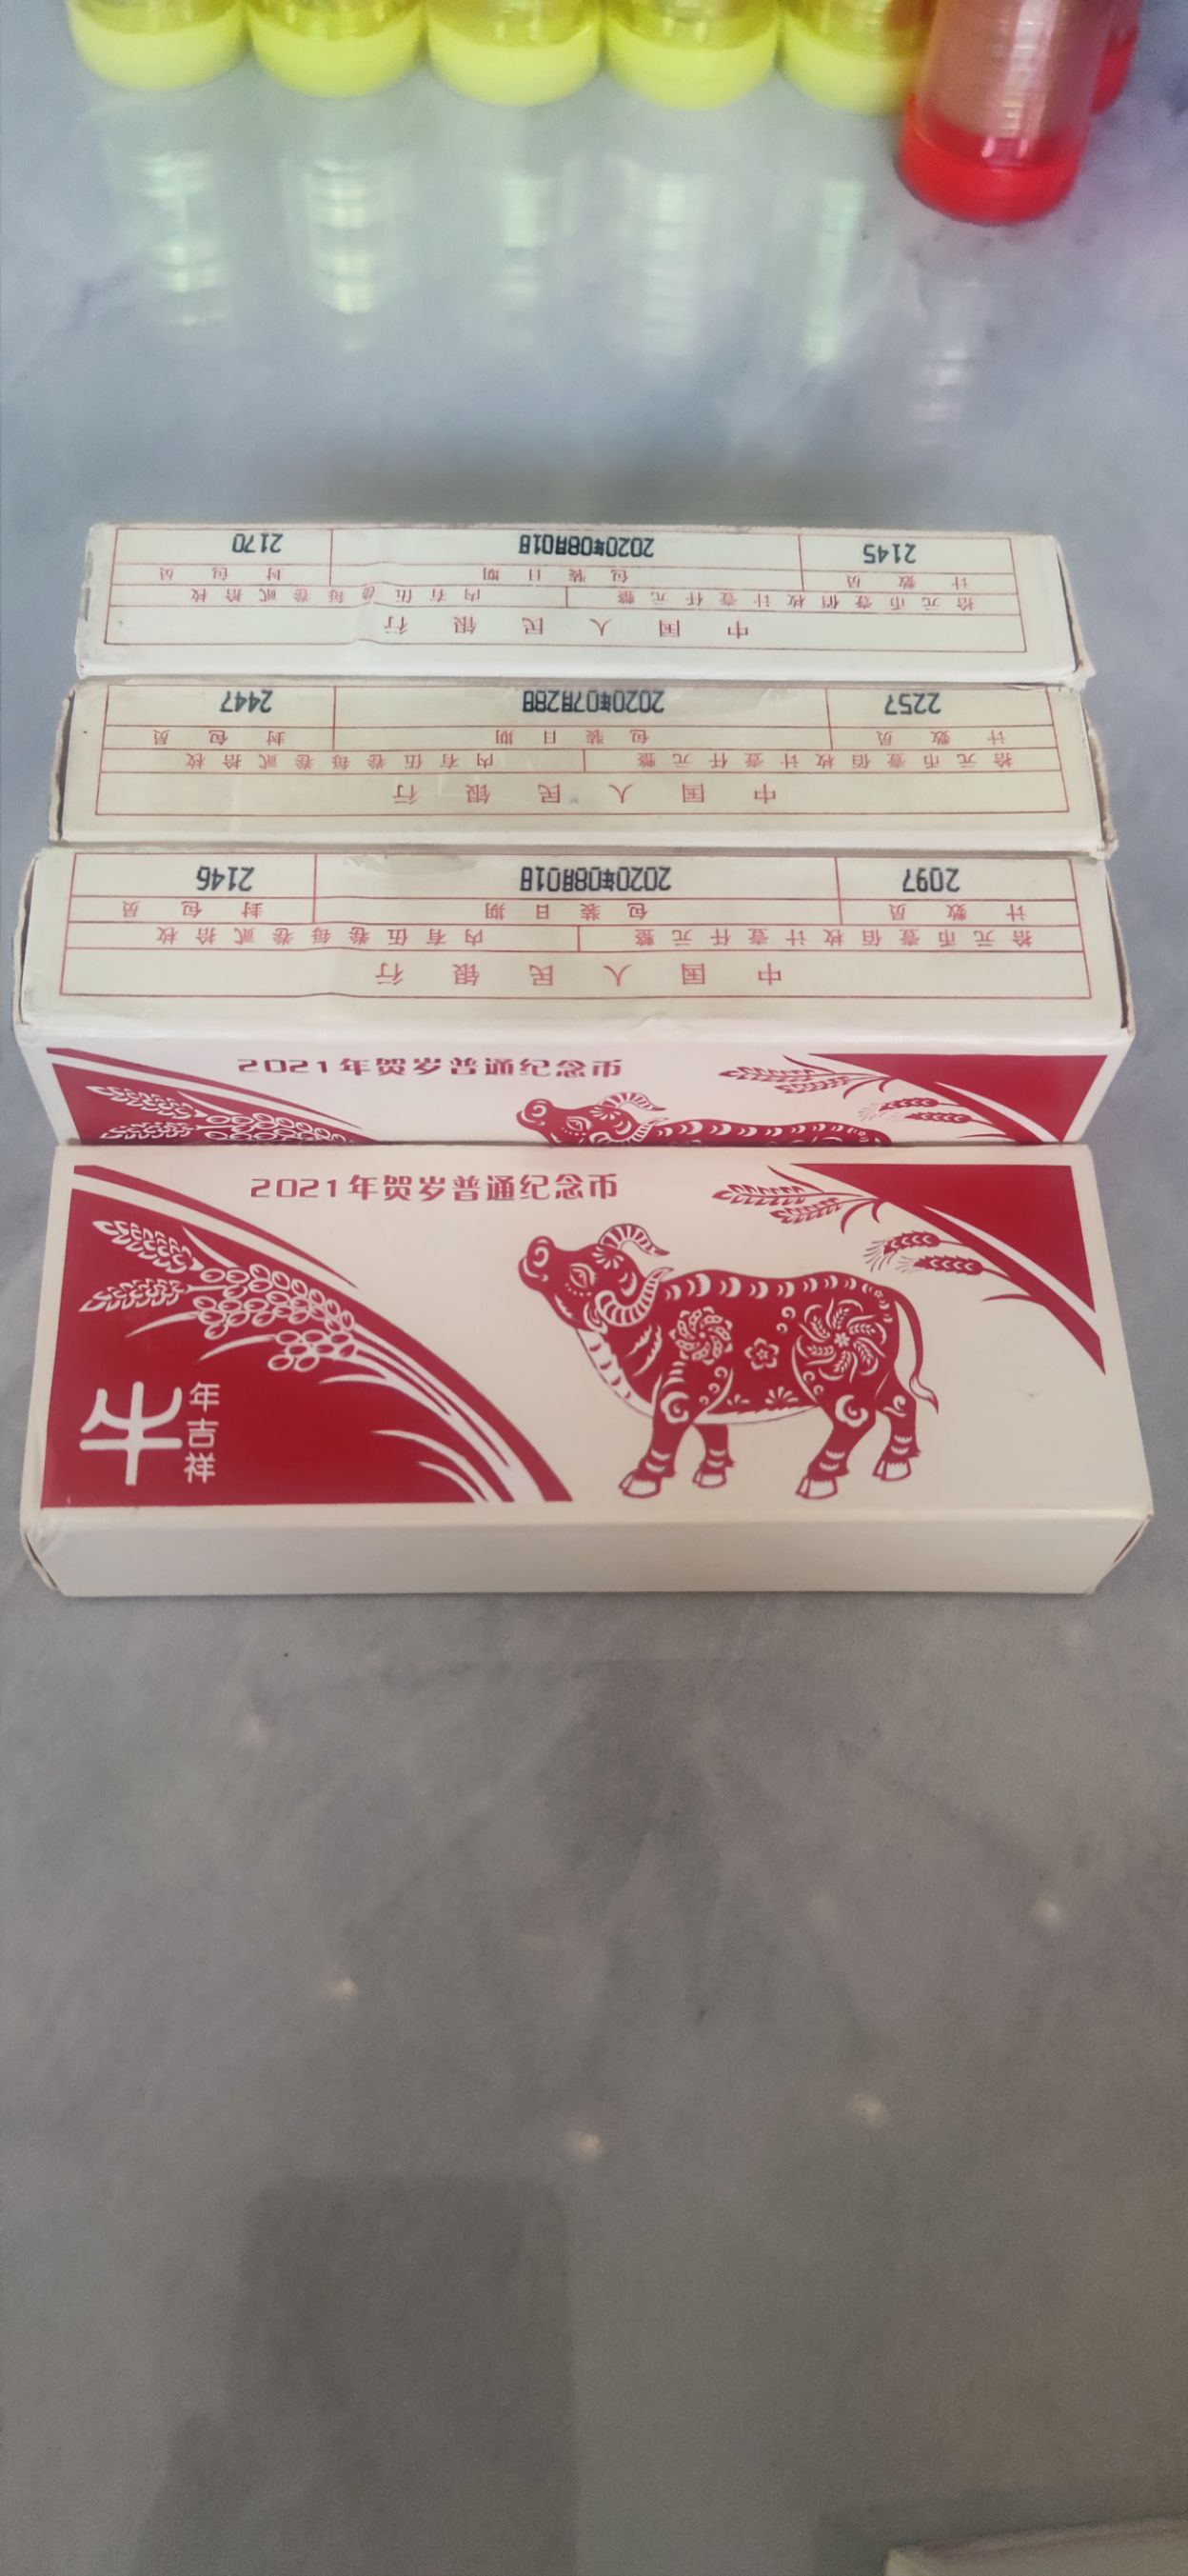 中国人民银行
拾元币壹佰枚计壹仟元整 内有伍卷每卷贰拾枚
计数员 包装日期 封包员
2145 2020年08月01日 2170
中国人民银行
拾元币壹佰枚计壹仟元整 内有伍卷每卷贰拾枚
计数员 包装日期 封包员
2257 2020年07月28日 2447
中国人民银行
拾元币壹佰枚计壹仟元整 内有伍卷每卷贰拾枚
计数员 包装日期 封包员
2097 2020年08月01日 2146
2021年贺岁普通纪念币
2021年贺岁普通纪念币
牛年吉祥